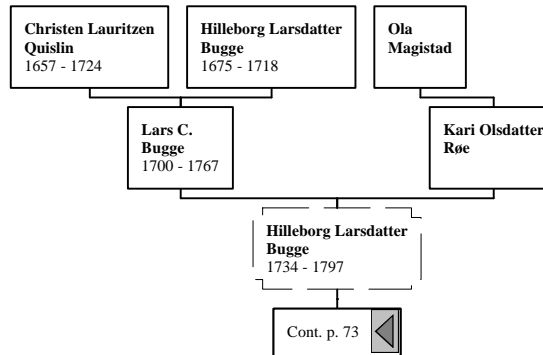 Christen Lauritzen
Quislin
1657 - 1724
Hilleborg Larsdatter
Bugge
1675 - 1718
Ola
Magistad
Lars C.
Bugge
1700 - 1767
Kari Olsdatter
Røe
Hilleborg Larsdatter
Bugge
1734 - 1797
Cont. p. 73